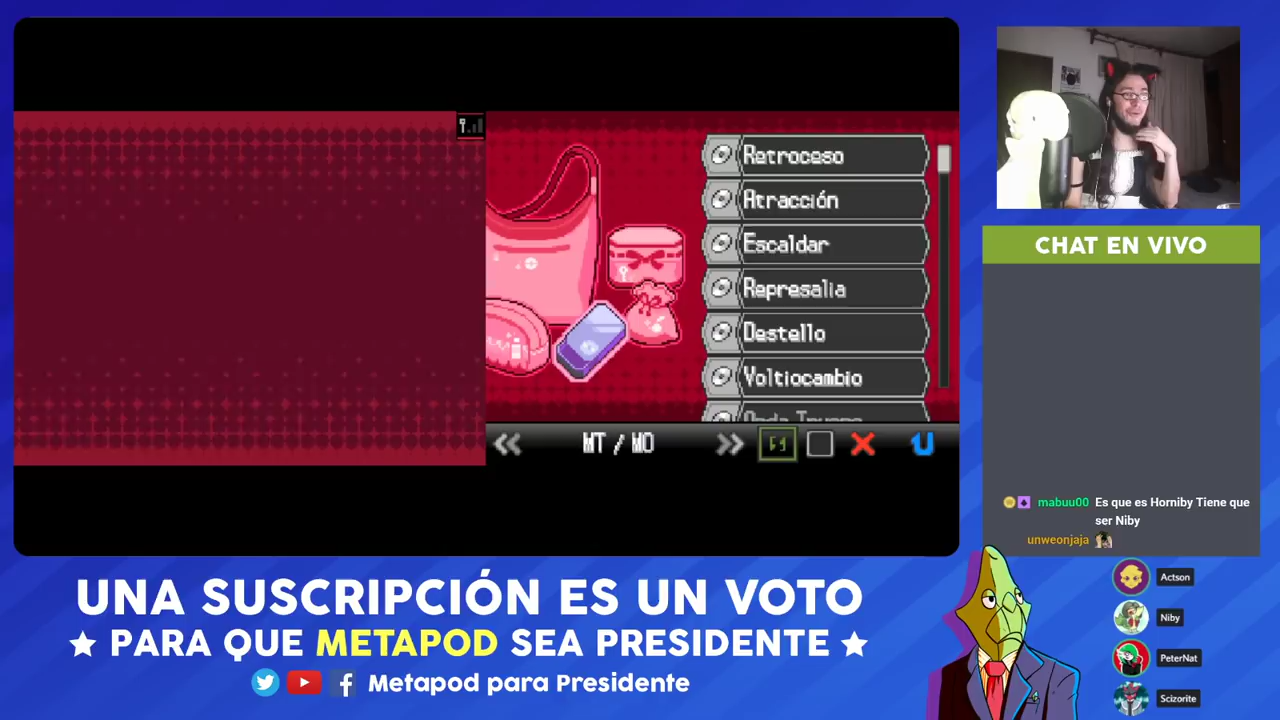 Retroceso
Atracción
Escaldar
Represalia
Destello
Voltiocambio
MT / MO
CHAT EN VIVO
mabuu00 Es que es Horniby Tiene que
ser Niby
unweonjaja
Actson
Niby
PeterNat
Scizorite
UNA SUSCRIPCIÓN ES UN VOTO
★ PARA QUE METAPOD SEA PRESIDENTE ★
Metapod para Presidente